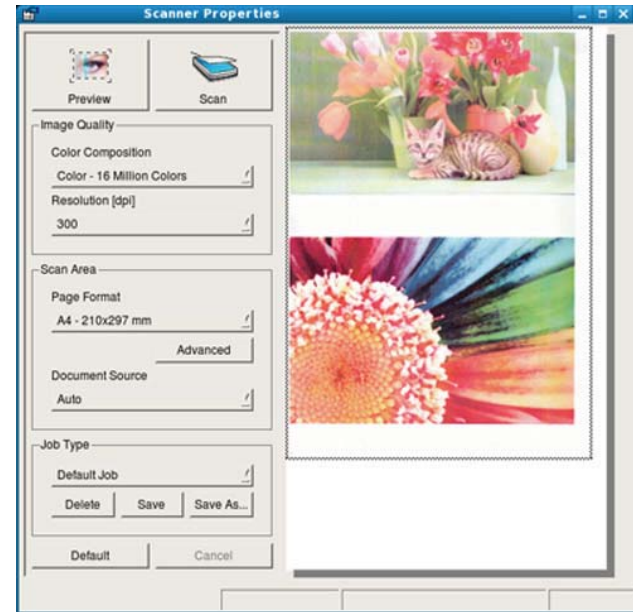 Scanner Properties
Preview
Scan
Image Quality
Color Composition
Color - 16 Million Colors
Resolution [dpi]
300
Scan Area
Page Format
A4 - 210x297 mm
Advanced
Document Source
Auto
Job Type
Default Job
Delete
Save
Save As...
Default
Cancel